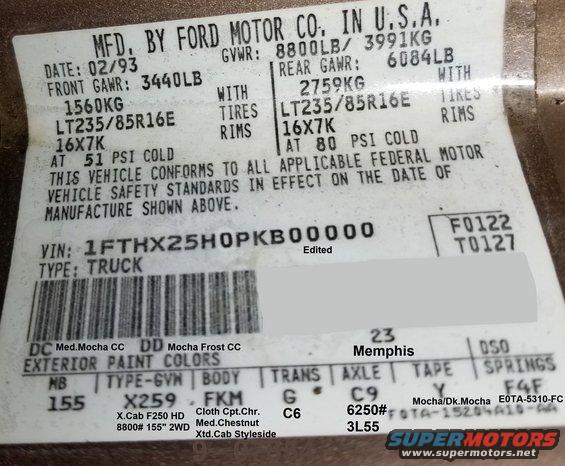 MFD. BY FORD MOTOR CO. IN U.S.A.
DATE: 02/93 GVWR: 8800LB/ 3991KG
FRONT GAWR: 3440LB REAR GAWR: 6084LB
1560KG WITH 2759KG WITH
LT235/85R16E TIRES LT235/85R16E TIRES
16X7K RIMS 16X7K RIMS
AT 51 PSI COLD AT 80 PSI COLD
THIS VEHICLE CONFORMS TO ALL APPLICABLE FEDERAL MOTOR
VEHICLE SAFETY STANDARDS IN EFFECT ON THE DATE OF
MANUFACTURE SHOWN ABOVE.
VIN: 1FTHX25H0PKB00000 F0122
Edited
TYPE: TRUCK T0127
DC Med.Mocha CC DD Mocha Frost CC 23
Memphis
EXTERIOR PAINT COLORS DSO
WB TYPE-GVW BODY TRANS AXLE TAPE SPRINGS
155 X259 FKM G C9 Y F4F
X.Cab F250 HD Cloth Cpt.Chr. C6 6250# Mocha/Dk.Mocha E0TA-5310-FC
8800# 155" 2WD Med.Chestnut 3L55 F0TA-15204A10-AA
Xtd.Cab Styleside
SUPERMOTORS
www.supermotors.net